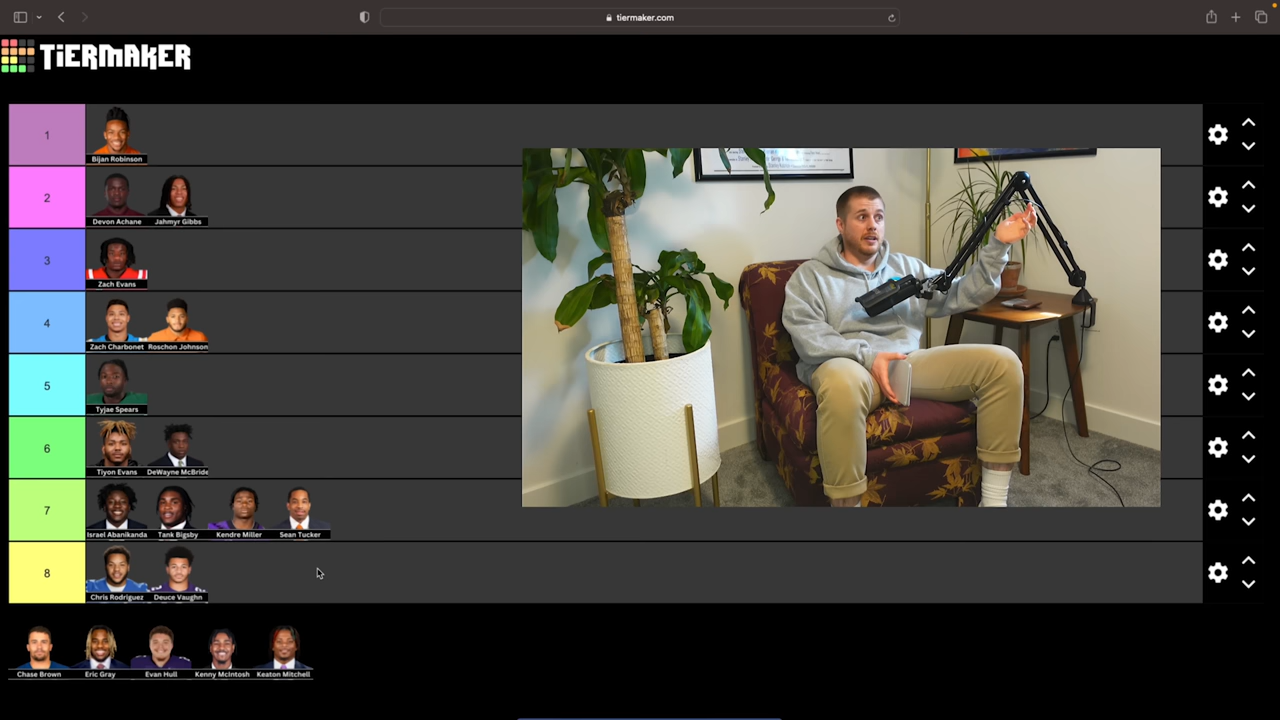 tiermaker.com
TiERMAKER
1
Bijan Robinson
2
Devon Achane Jahmyr Gibbs
3
Zach Evans
4
Zach Charbonet Roschon Johnson
5
Tyjae Spears
6
Tiyon Evans DeWayne McBride
7
Israel Abanikanda Tank Bigsby Kendre Miller Sean Tucker
8
Chris Rodriguez Deuce Vaughn
Chase Brown Eric Gray Evan Hull Kenny McIntosh Keaton Mitchell